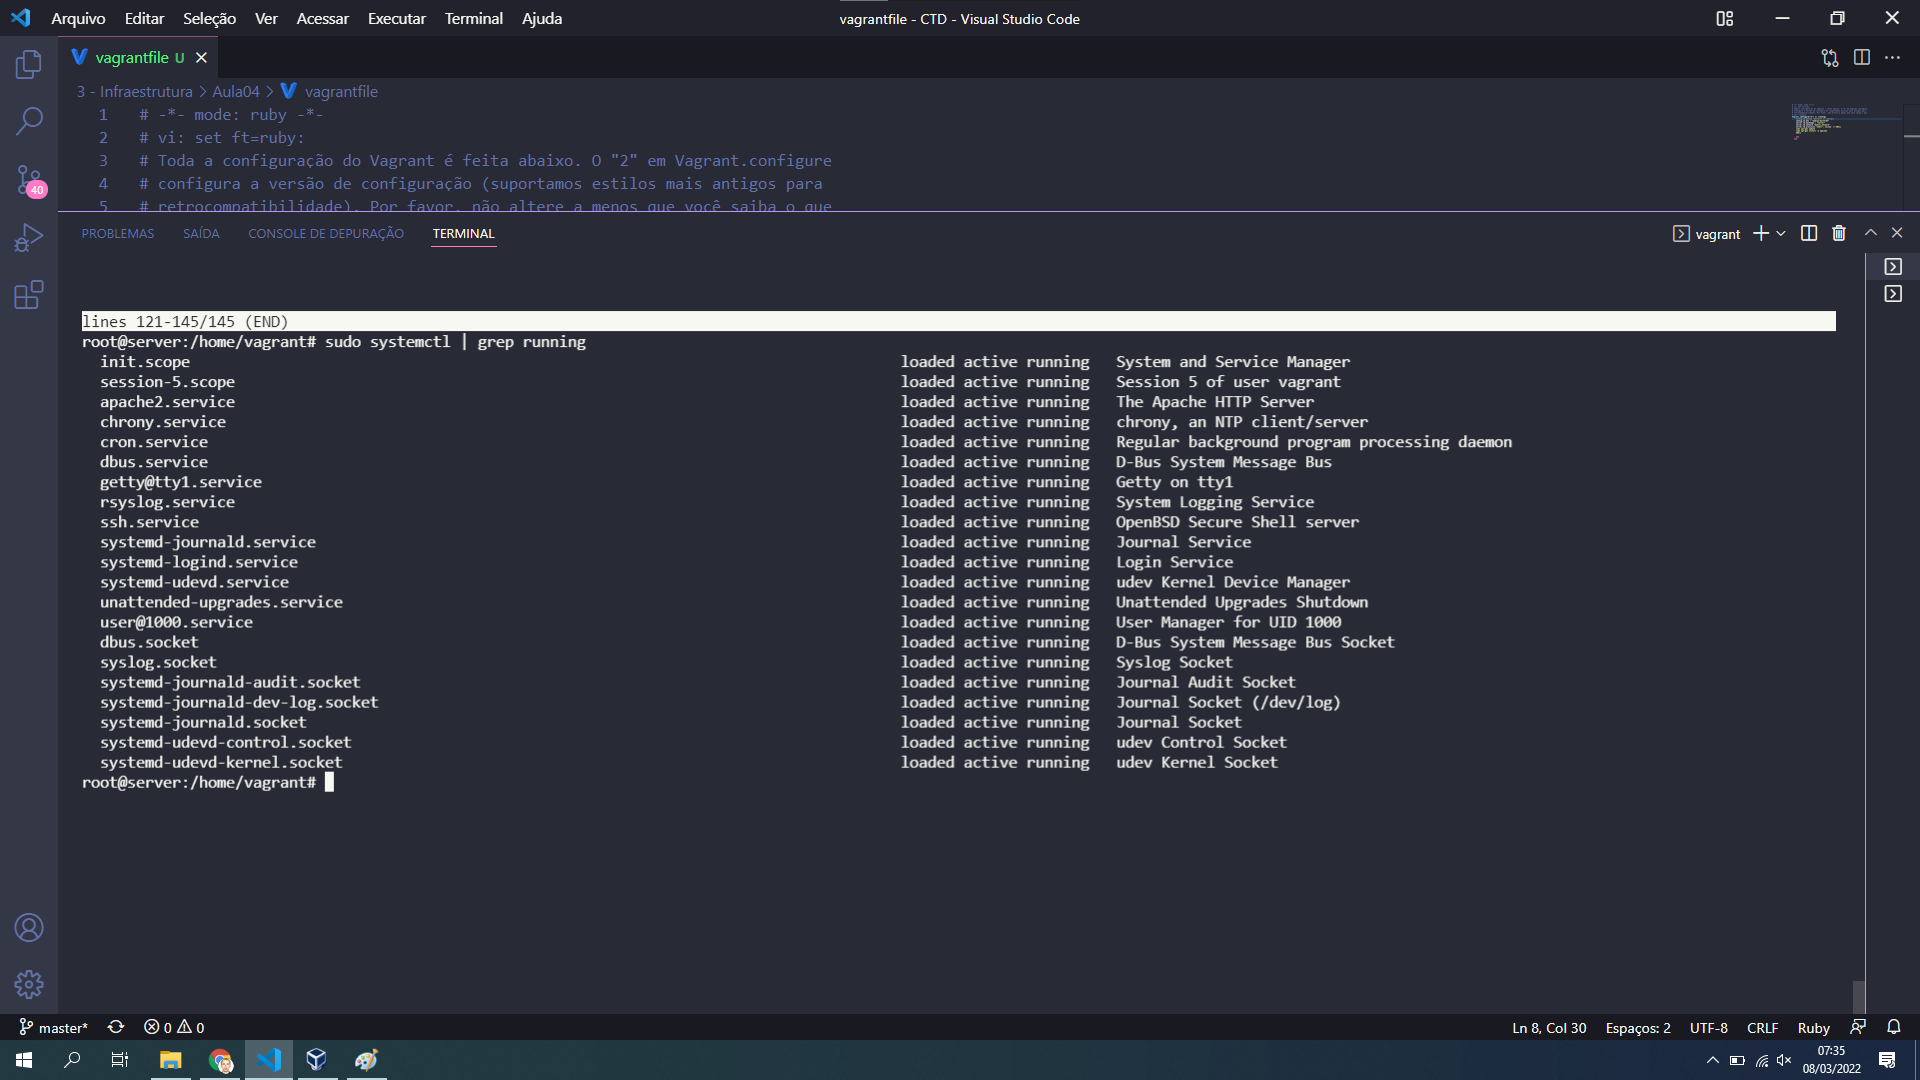 Arquivo Editar Seleção Ver Acessar Executar Terminal Ajuda
vagrantfile - CTD - Visual Studio Code
vagrantfile U
3 - Infraestrutura > Aula04 > vagrantfile
1 # -*- mode: ruby -*-
2 # vi: set ft=ruby:
3 # Toda a configuração do Vagrant é feita abaixo. O "2" em Vagrant.configure
4 # configura a versão de configuração (suportamos estilos mais antigos para
5 # retrocompatibilidade). Por favor, não altere a menos que você saiba o que
40
PROBLEMAS SAÍDA CONSOLE DE DEPURAÇÃO TERMINAL
vagrant
lines 121-145/145 (END)
root@server:/home/vagrant# sudo systemctl | grep running
init.scope loaded active running System and Service Manager
session-5.scope loaded active running Session 5 of user vagrant
apache2.service loaded active running The Apache HTTP Server
chrony.service loaded active running chrony, an NTP client/server
cron.service loaded active running Regular background program processing daemon
dbus.service loaded active running D-Bus System Message Bus
getty@tty1.service loaded active running Getty on tty1
rsyslog.service loaded active running System Logging Service
ssh.service loaded active running OpenBSD Secure Shell server
systemd-journald.service loaded active running Journal Service
systemd-logind.service loaded active running Login Service
systemd-udevd.service loaded active running udev Kernel Device Manager
unattended-upgrades.service loaded active running Unattended Upgrades Shutdown
user@1000.service loaded active running User Manager for UID 1000
dbus.socket loaded active running D-Bus System Message Bus Socket
syslog.socket loaded active running Syslog Socket
systemd-journald-audit.socket loaded active running Journal Audit Socket
systemd-journald-dev-log.socket loaded active running Journal Socket (/dev/log)
systemd-journald.socket loaded active running Journal Socket
systemd-udevd-control.socket loaded active running udev Control Socket
systemd-udevd-kernel.socket loaded active running udev Kernel Socket
root@server:/home/vagrant#
master* 0 0
Ln 8, Col 30 Espaços: 2 UTF-8 CRLF Ruby
07:35
08/03/2022